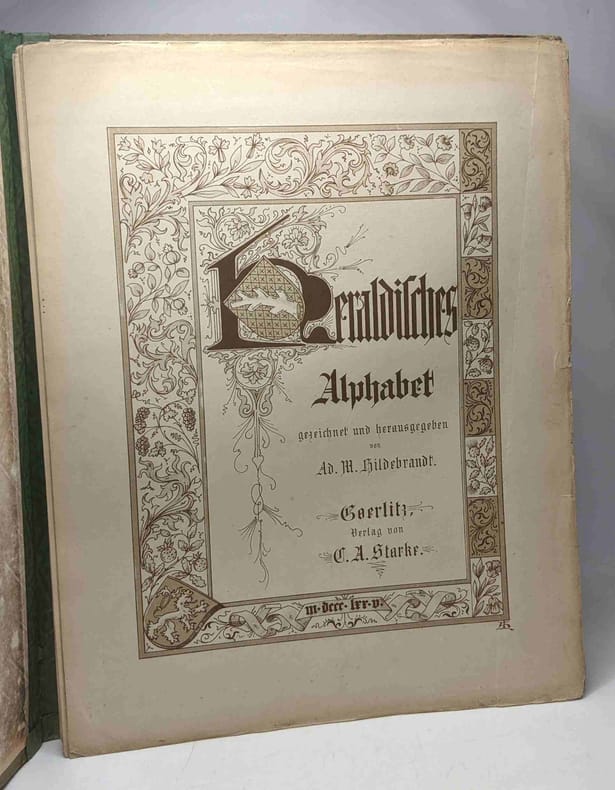 Heraldisches
Alphabet
gezeichnet und herausgegeben
von
Ad. M. Hildebrandt.
Goerlitz,
Verlag von
C. A. Starke.
m·dccc·lxx·v·